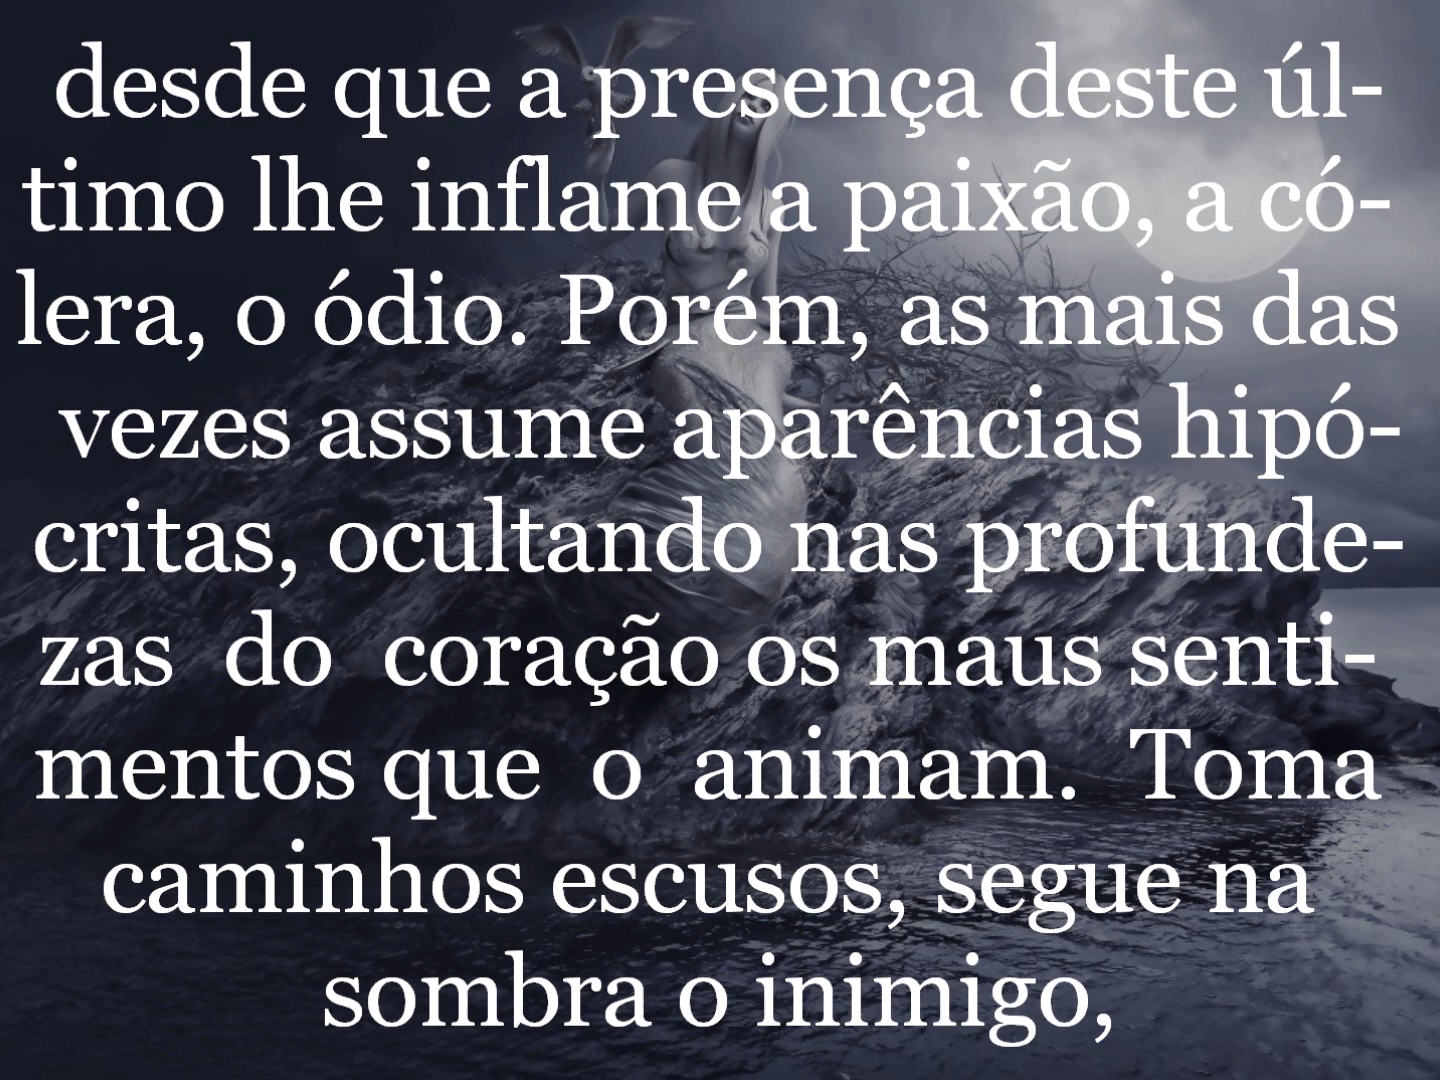 desde que a presença deste úl-
timo lhe inflame a paixão, a có-
lera, o ódio. Porém, as mais das
vezes assume aparências hipó-
critas, ocultando nas profunde-
zas do coração os maus senti-
mentos que o animam. Toma
caminhos escusos, segue na
sombra o inimigo,